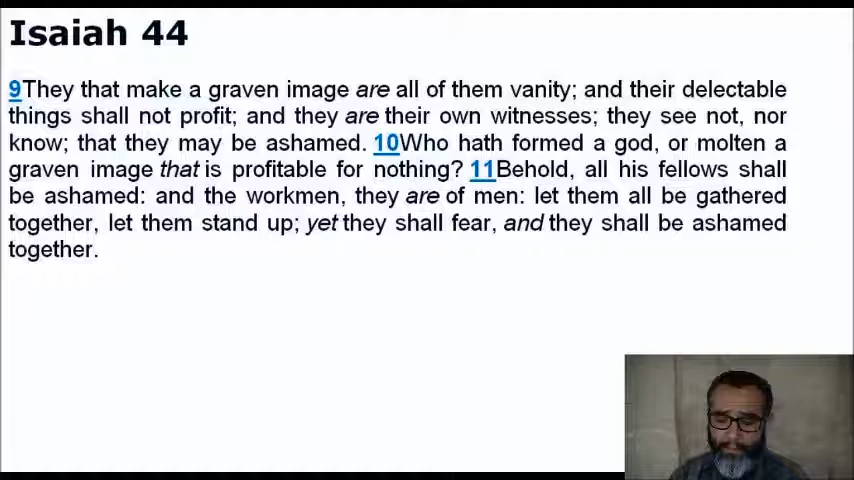 Isaiah 44
9They that make a graven image are all of them vanity; and their delectable
things shall not profit; and they are their own witnesses; they see not, nor
know; that they may be ashamed. 10Who hath formed a god, or molten a
graven image that is profitable for nothing? 11Behold, all his fellows shall
be ashamed: and the workmen, they are of men: let them all be gathered
together, let them stand up; yet they shall fear, and they shall be ashamed
together.